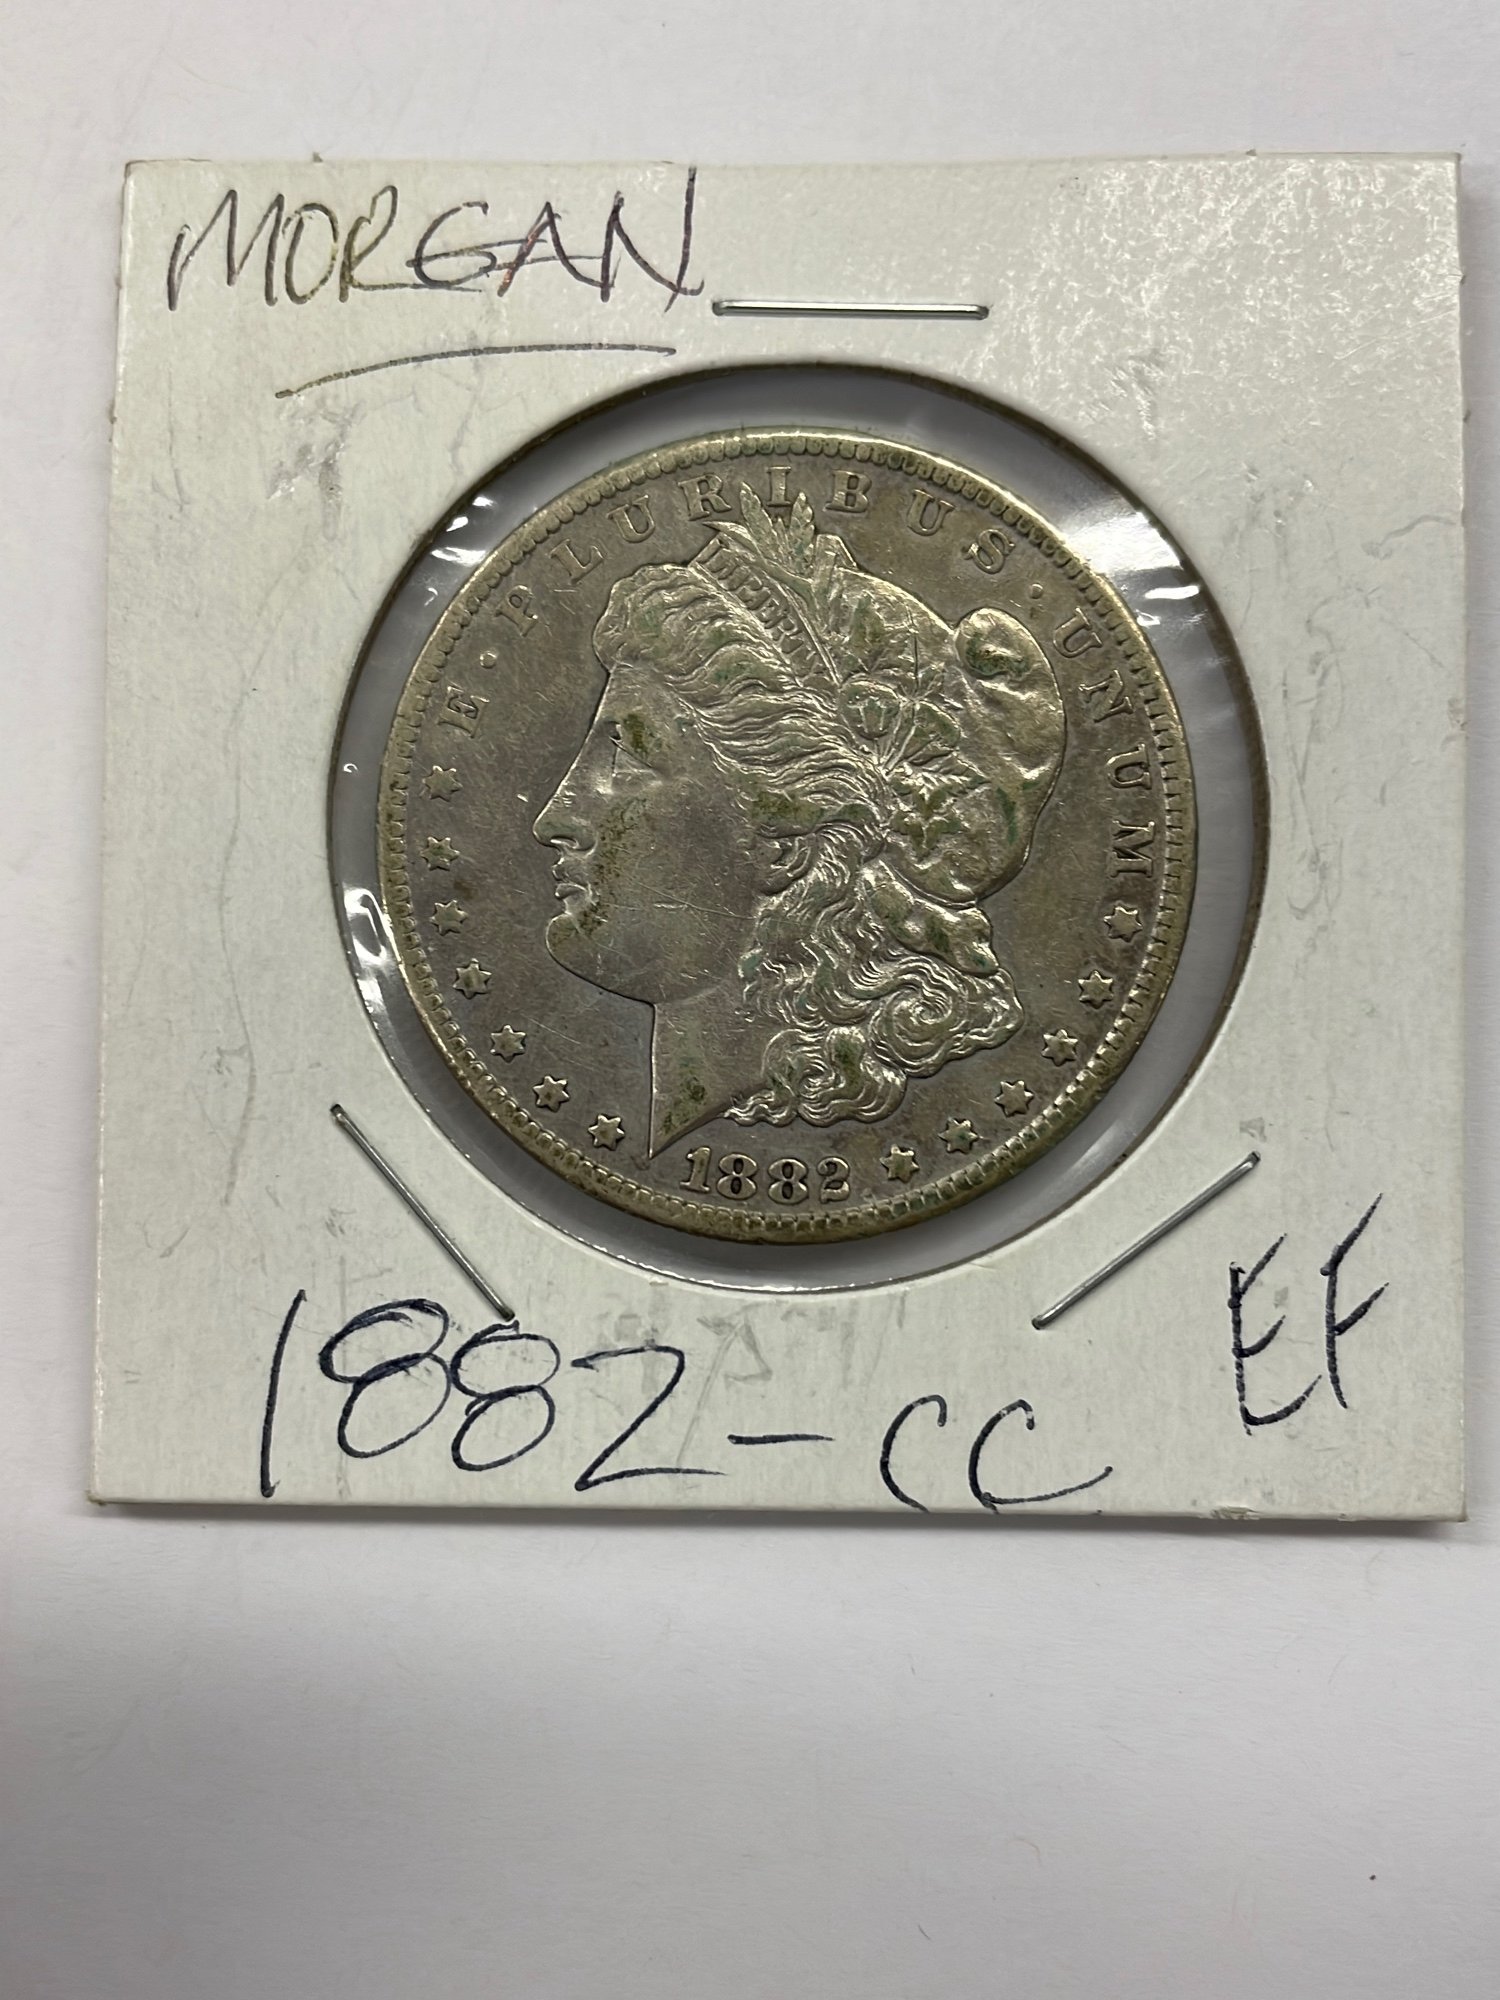 MORGAN
E · PLURIBUS · UNUM
LIBERTY
1882
1882-CC
EF